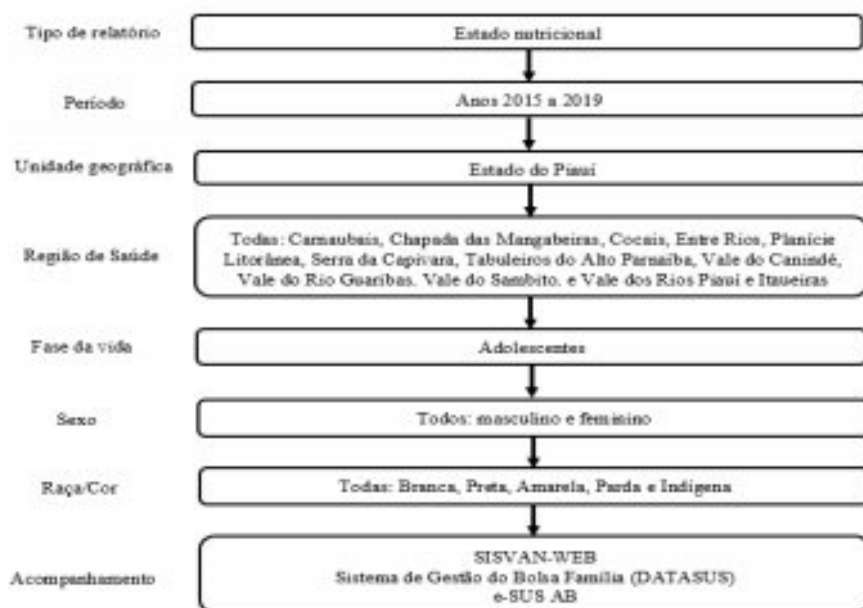 Tipo de relatório
Estado nutricional
Período
Anos 2015 a 2019
Unidade geográfica
Estado do Piauí
Região de Saúde
Todas: Carnaubais, Chapada das Mangabeiras, Cocais, Entre Rios, Planície
Litorânea, Serra da Capivara, Tabuleiros do Alto Parnaíba, Vale do Canindé,
Vale do Rio Guaribas, Vale do Sambito, e Vale dos Rios Piauí e Itaueiras
Fase da vida
Adolescentes
Sexo
Todos: masculino e feminino
Raça/Cor
Todas: Branca, Preta, Amarela, Parda e Indígena
Acompanhamento
SISVAN-WEB
Sistema de Gestão do Bolsa Família (DATASUS)
e-SUS AB